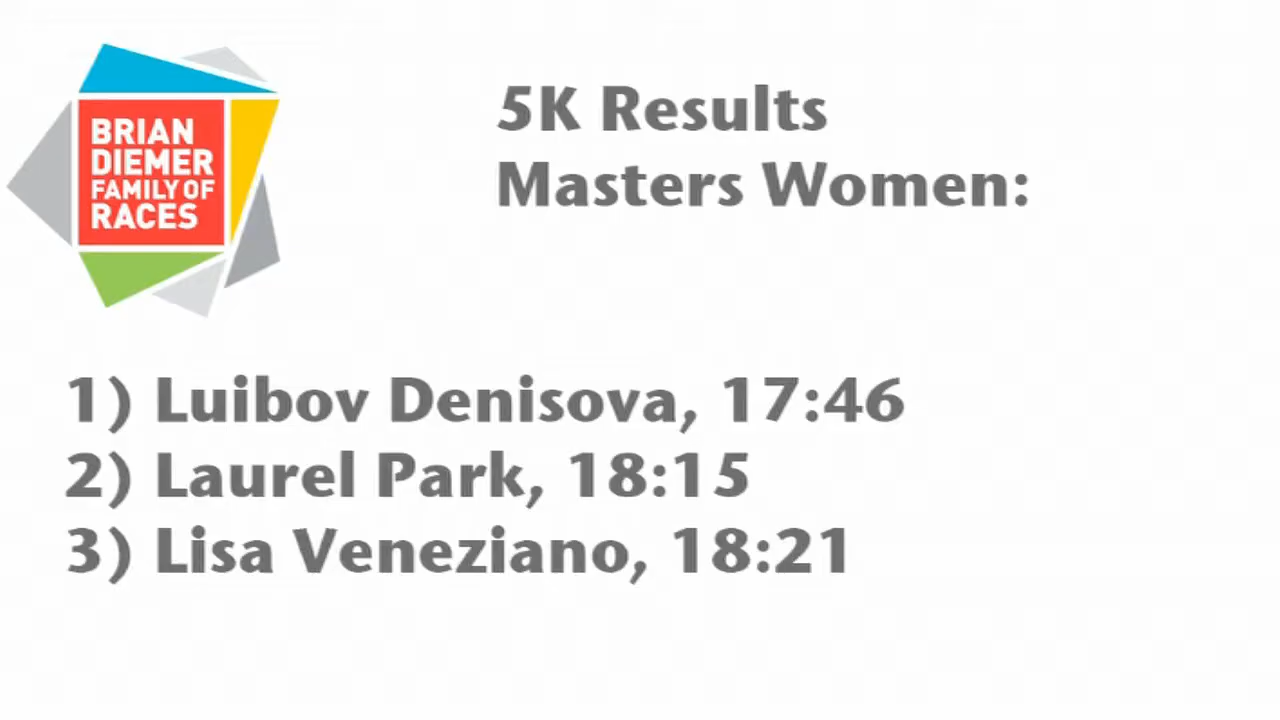 BRIAN
DIEMER
FAMILY OF
RACES
5K Results
Masters Women:
1) Luibov Denisova, 17:46
2) Laurel Park, 18:15
3) Lisa Veneziano, 18:21